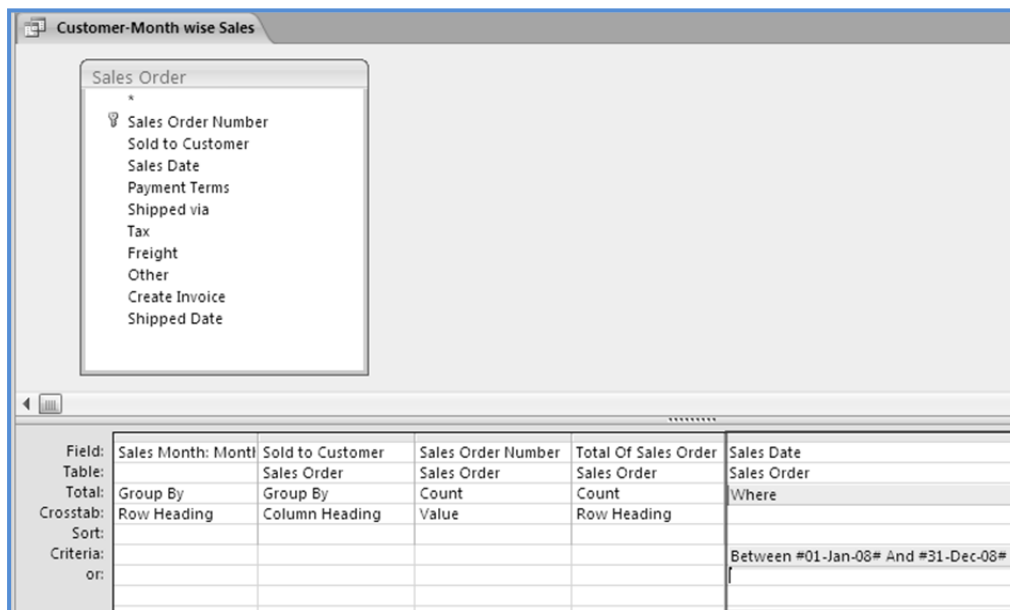 Customer-Month wise Sales
Sales Order
*
Sales Order Number
Sold to Customer
Sales Date
Payment Terms
Shipped via
Tax
Freight
Other
Create Invoice
Shipped Date
Field: Sales Month: Mont Sold to Customer Sales Order Number Total Of Sales Order Sales Date
Table: Sales Order Sales Order Sales Order Sales Order
Total: Group By Group By Count Count Where
Crosstab: Row Heading Column Heading Value Row Heading
Sort:
Criteria: Between #01-Jan-08# And #31-Dec-08#
or: